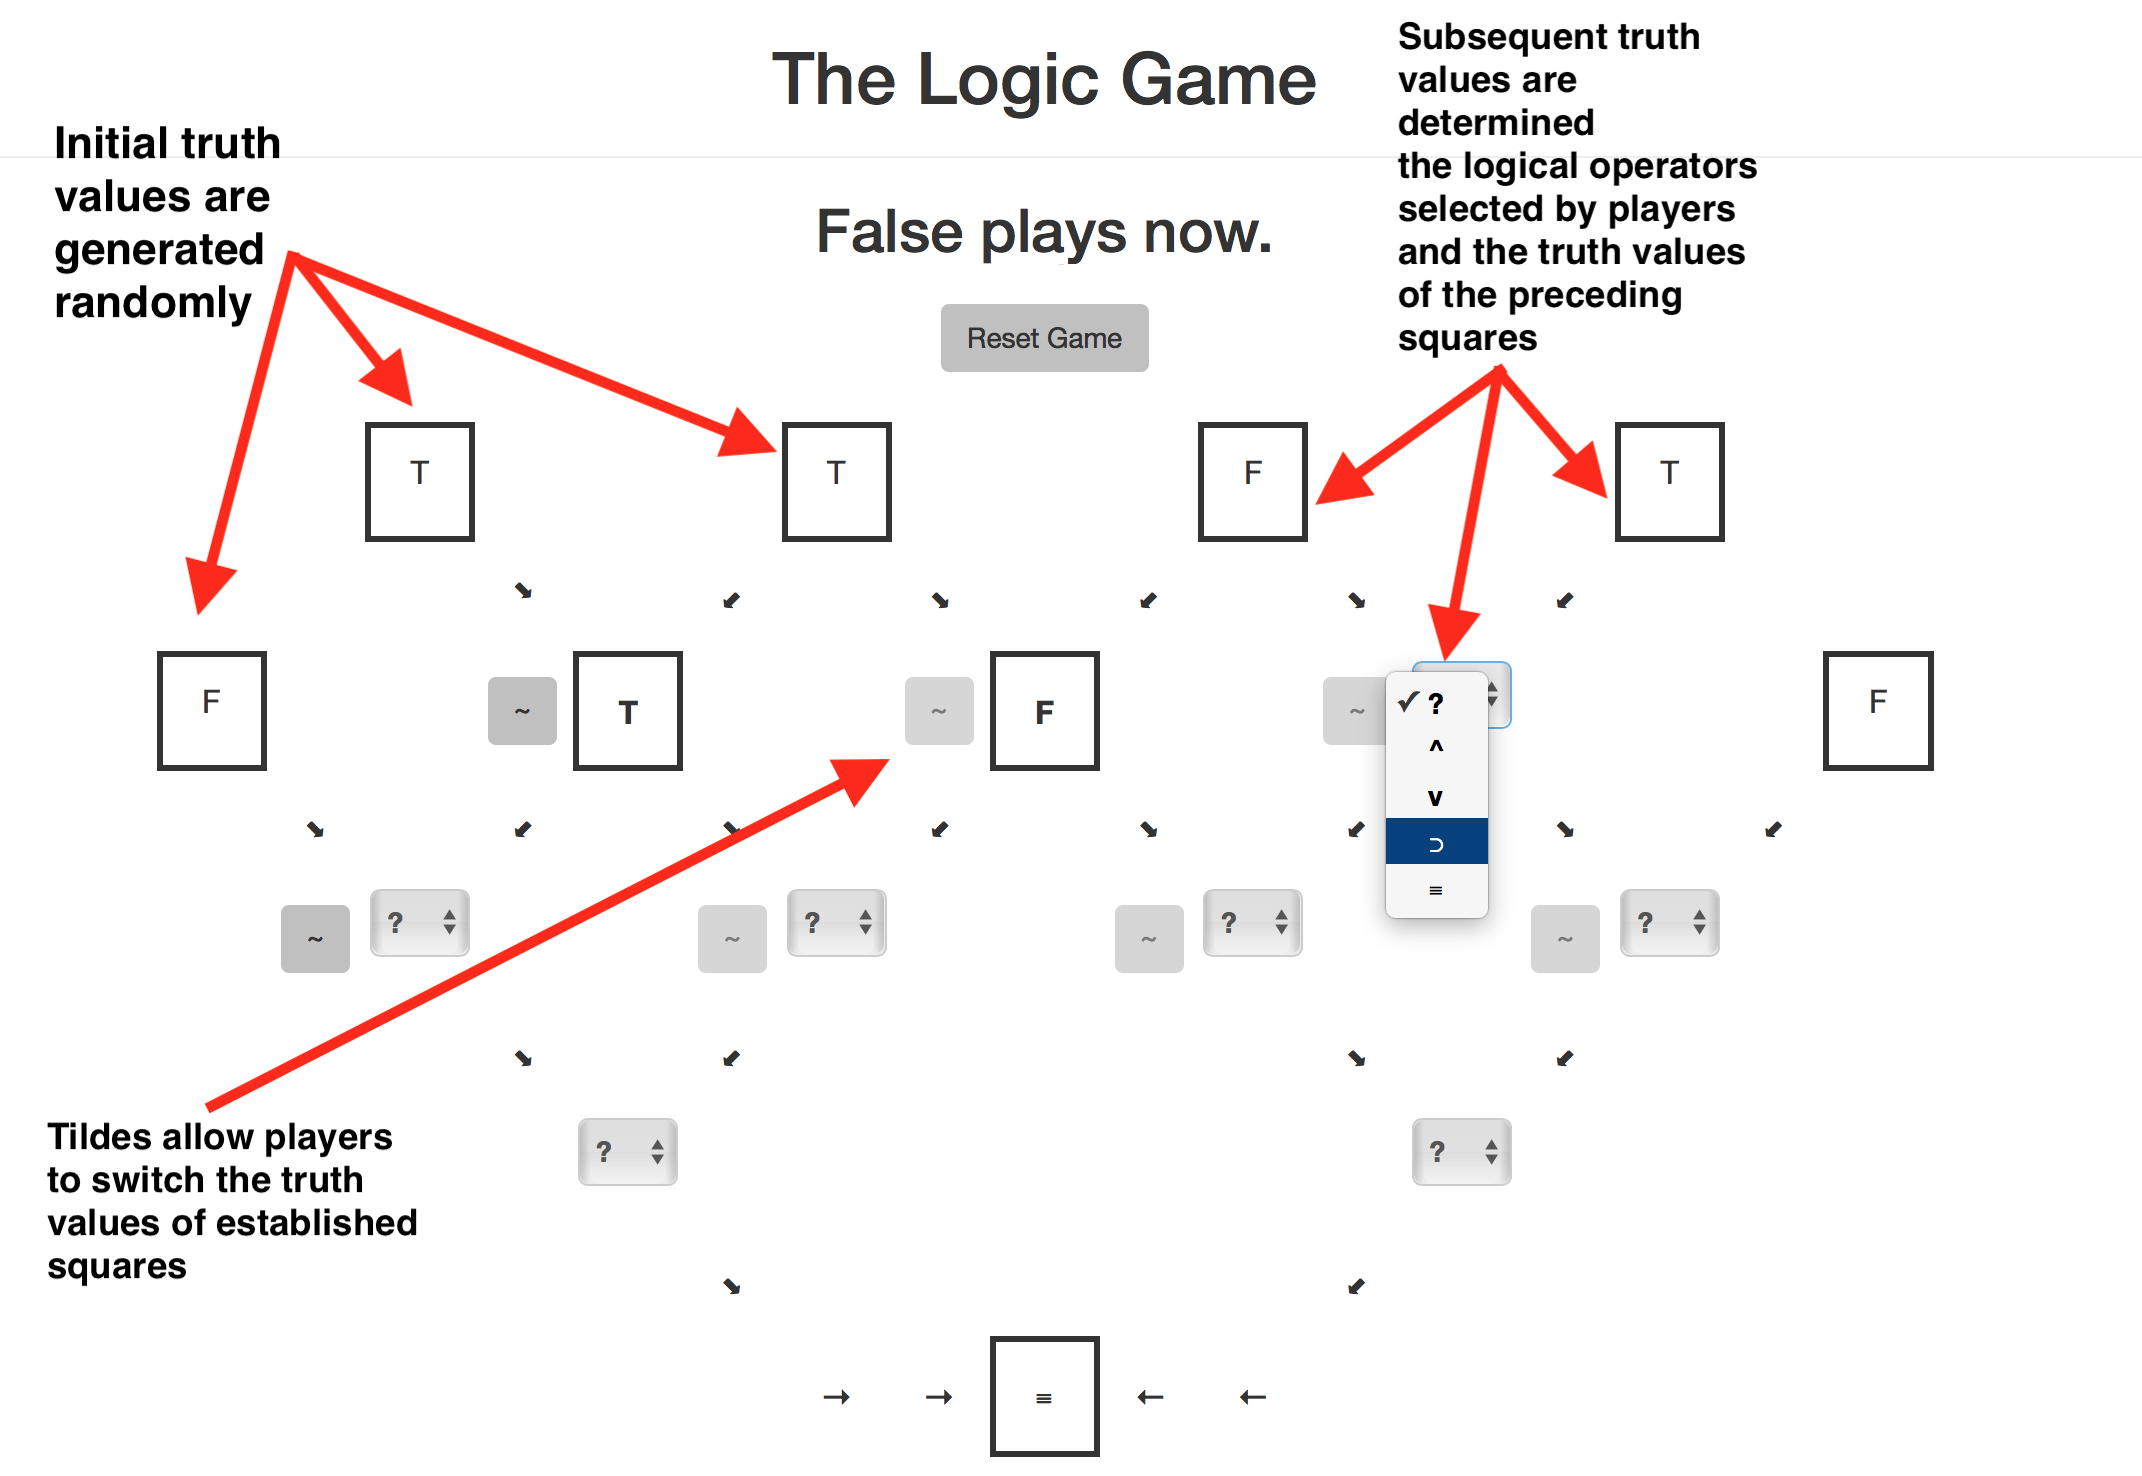 The Logic Game
Subsequent truth
values are
determined
the logical operators
selected by players
and the truth values
of the preceding
squares
Initial truth
values are
generated
randomly
False plays now.
Reset Game
T
T
F
T
F
~
T
~
F
~
✓ ?
^
v
⊃
≡
F
~
?
~
?
~
?
~
?
Tildes allow players
to switch the truth
values of established
squares
?
?
→ → ≡ ← ←